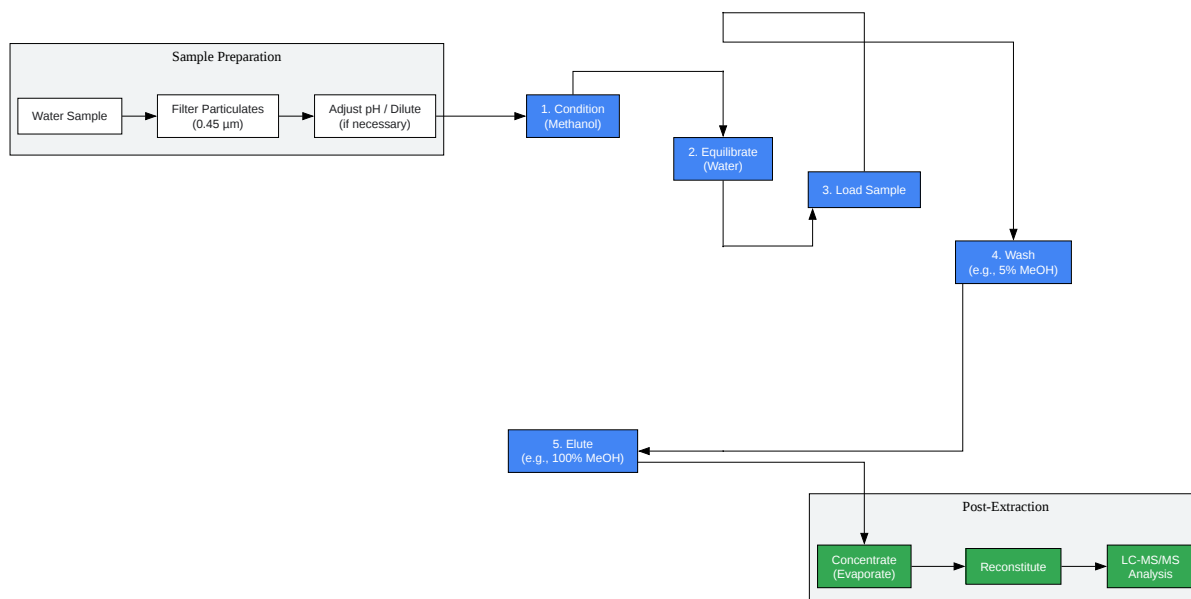 Sample Preparation
Water Sample
Filter Particulates
(0.45 µm)
Adjust pH / Dilute
(if necessary)
1. Condition
(Methanol)
2. Equilibrate
(Water)
3. Load Sample
4. Wash
(e.g., 5% MeOH)
5. Elute
(e.g., 100% MeOH)
Post-Extraction
Concentrate
(Evaporate)
Reconstitute
LC-MS/MS
Analysis